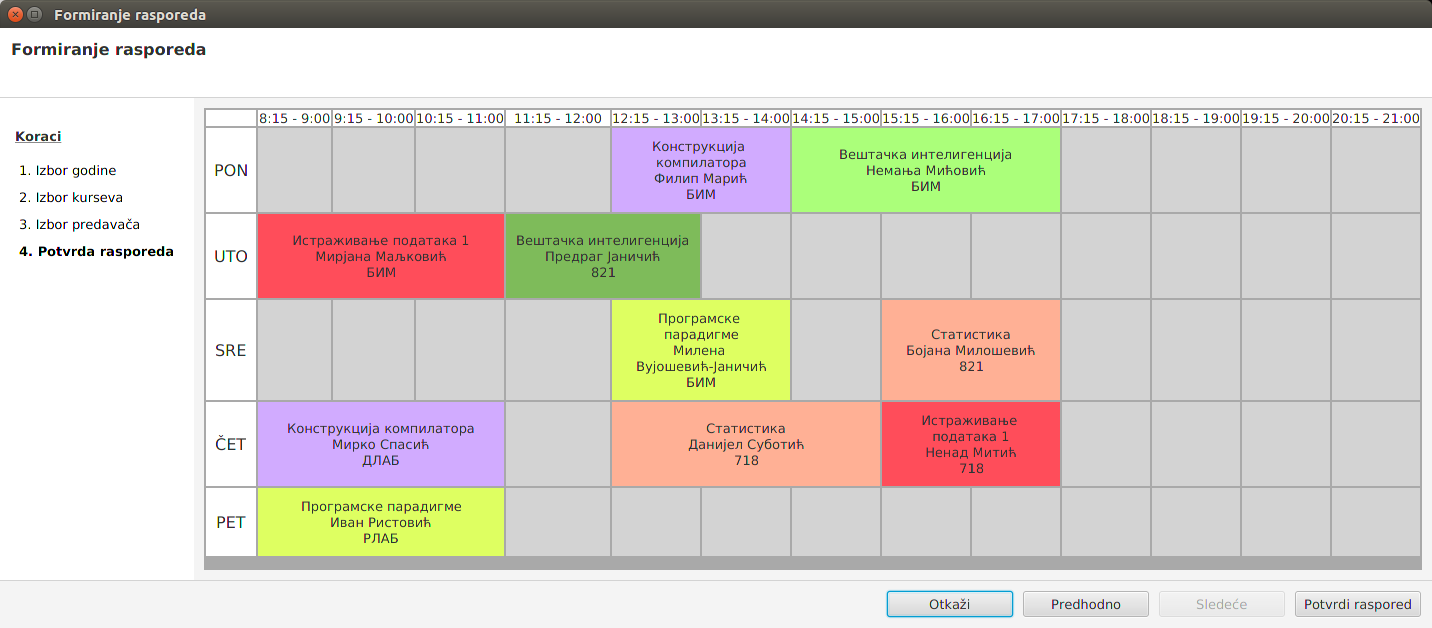 Formiranje rasporeda
Formiranje rasporeda
Koraci
1. Izbor godine
2. Izbor kurseva
3. Izbor predavača
4. Potvrda rasporeda
8:15 - 9:00 9:15 - 10:00 10:15 - 11:00 11:15 - 12:00 12:15 - 13:00 13:15 - 14:00 14:15 - 15:00 15:15 - 16:00 16:15 - 17:00 17:15 - 18:00 18:15 - 19:00 19:15 - 20:00 20:15 - 21:00
PON
Конструкција
компилатора
Филип Марић
БИМ
Вештачка интелигенција
Немања Мићовић
БИМ
UTO
Истраживање података 1
Мирјана Маљковић
БИМ
Вештачка интелигенција
Предраг Јаничић
821
SRE
Програмске
парадигме
Милена
Вујошевић-Јаничић
БИМ
Статистика
Бојана Милошевић
821
ČET
Конструкција компилатора
Мирко Спасић
ДЛАБ
Статистика
Данијел Суботић
718
Истраживање
података 1
Ненад Митић
718
PET
Програмске парадигме
Иван Ристовић
РЛАБ
Otkaži
Predhodno
Sledeće
Potvrdi raspored